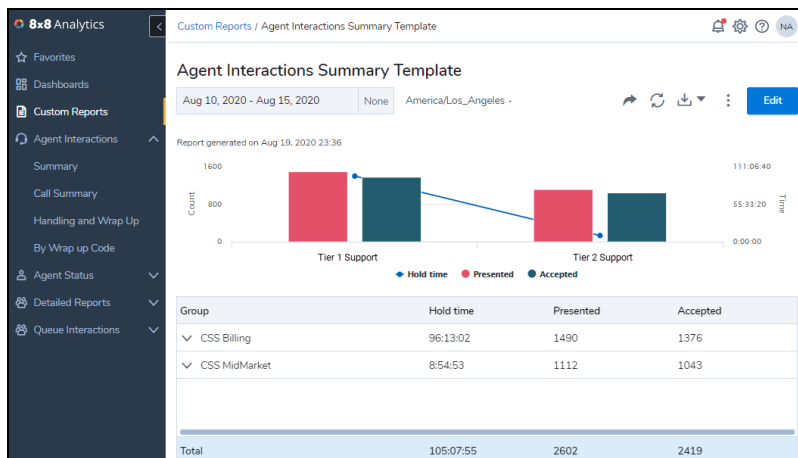 8x8 Analytics
Favorites
Dashboards
Custom Reports
Agent Interactions
Summary
Call Summary
Handling and Wrap Up
By Wrap up Code
Agent Status
Detailed Reports
Queue Interactions
Custom Reports / Agent Interactions Summary Template
NA
Agent Interactions Summary Template
Aug 10, 2020 - Aug 15, 2020 None America/Los_Angeles
Edit
Report generated on Aug 19, 2020 23:36
1600 111:06:40
Count 800 55:33:20 Time
0 0:00:00
Tier 1 Support Tier 2 Support
Hold time Presented Accepted
Group Hold time Presented Accepted
CSS Billing 96:13:02 1490 1376
CSS MidMarket 8:54:53 1112 1043
Total 105:07:55 2602 2419